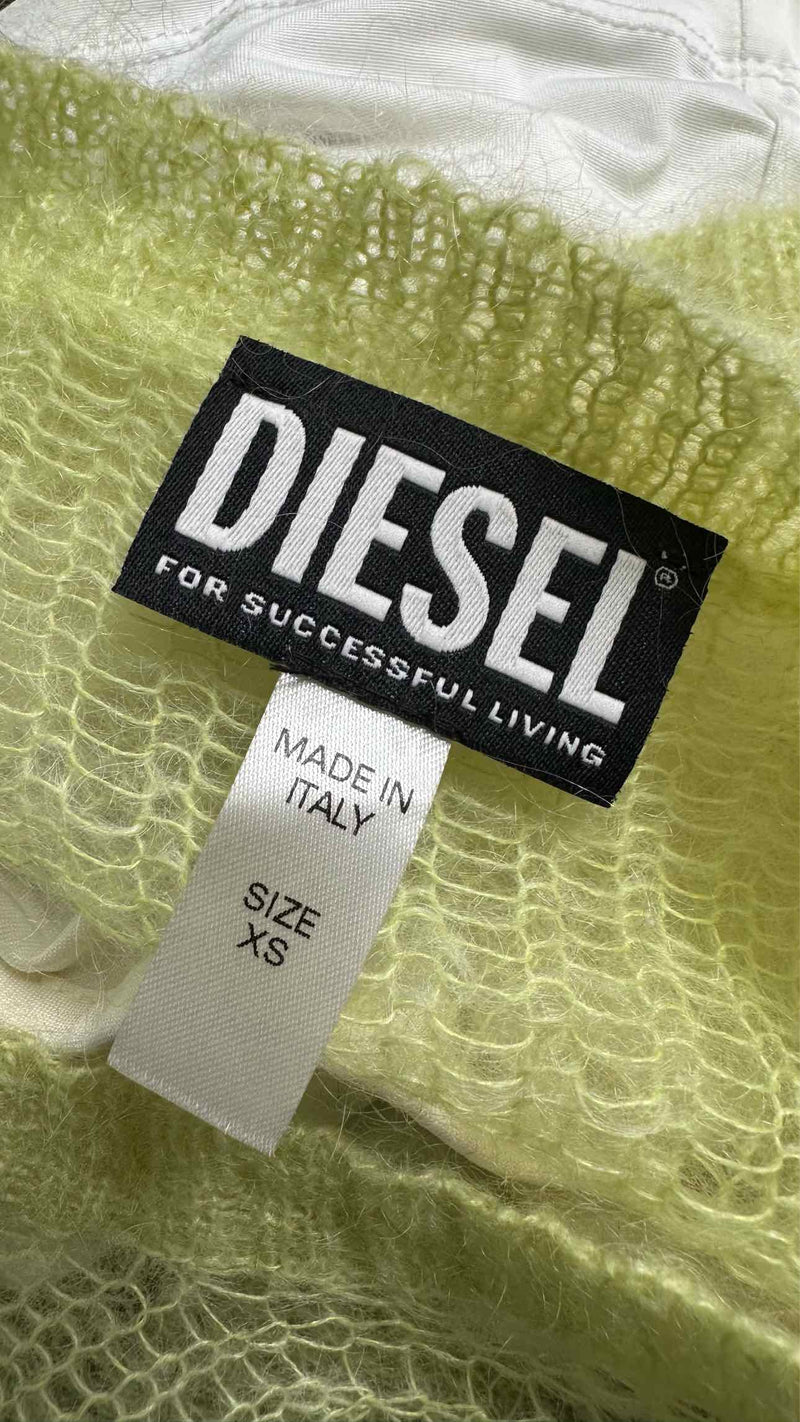 DIESEL®
FOR SUCCESSFUL LIVING
MADE IN
ITALY
SIZE
XS